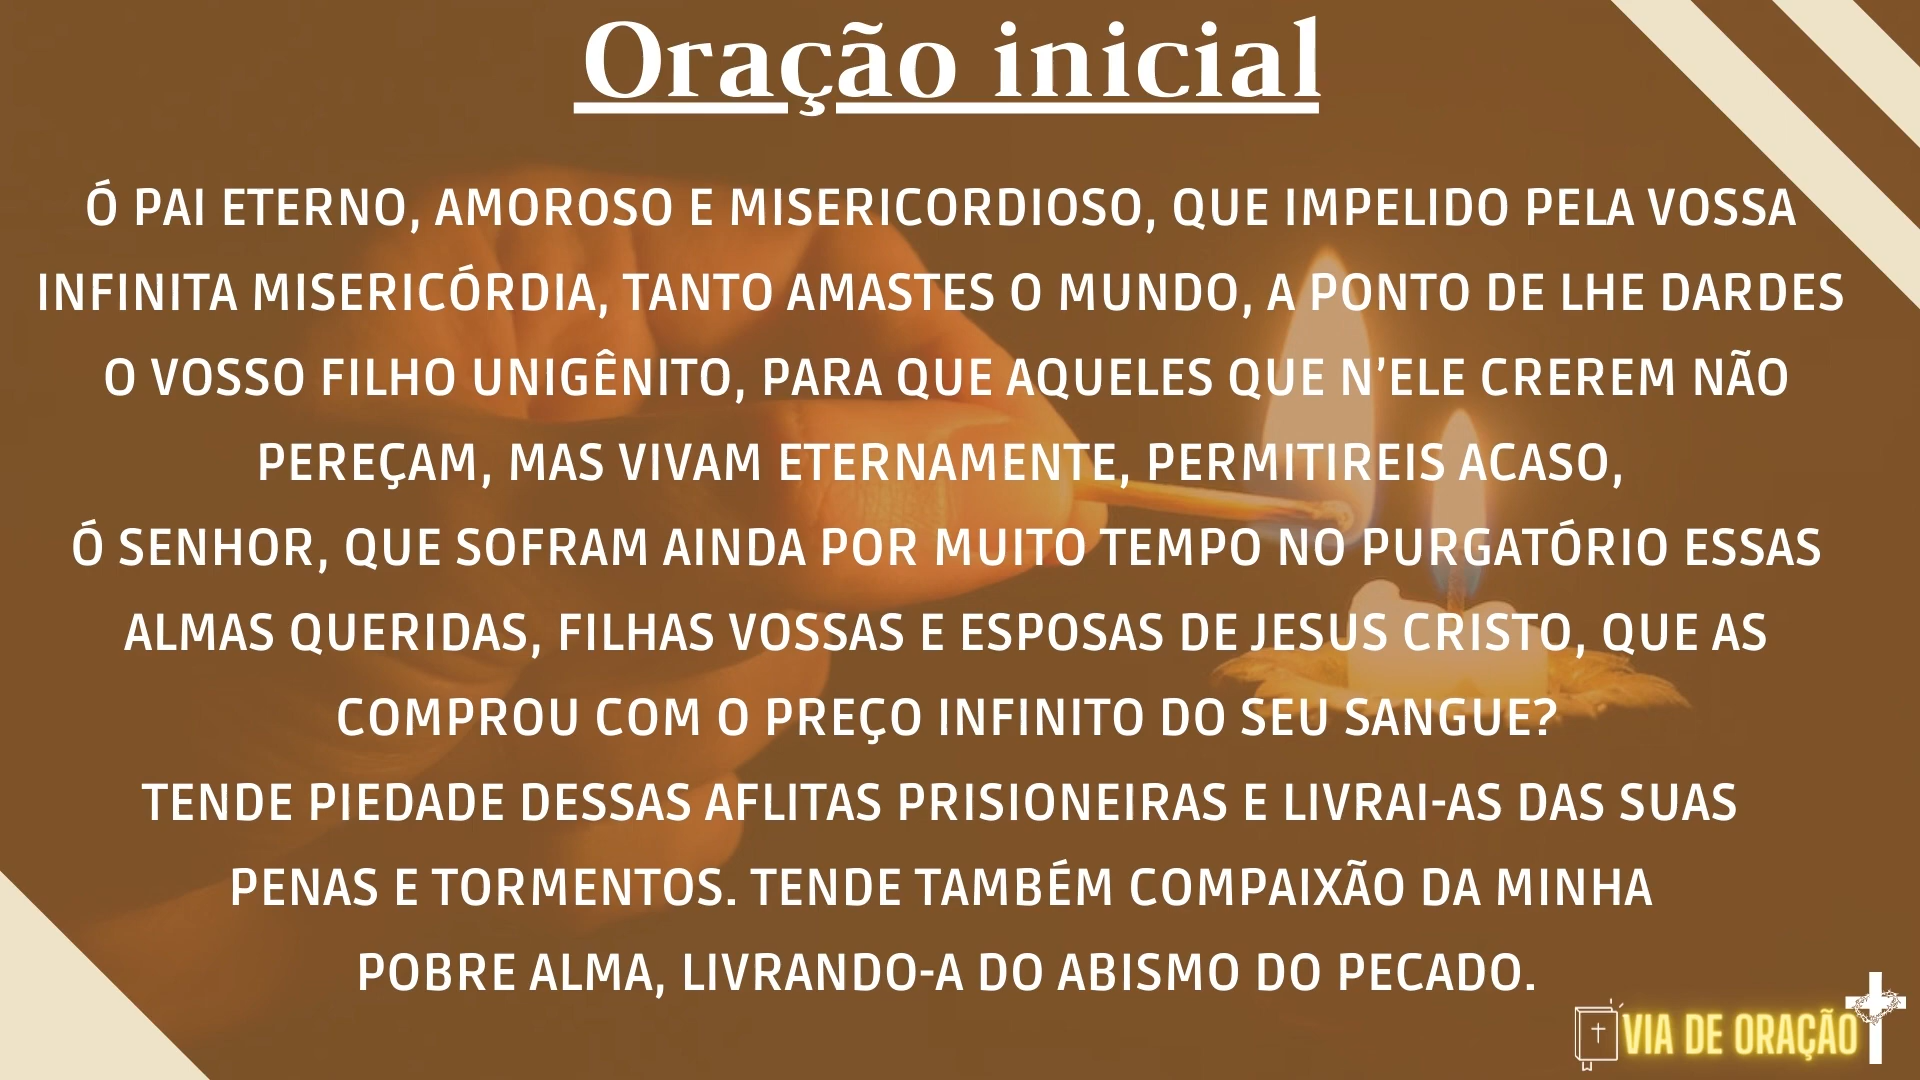 Oração inicial
Ó PAI ETERNO, AMOROSO E MISERICORDIOSO, QUE IMPELIDO PELA VOSSA
INFINITA MISERICÓRDIA, TANTO AMASTES O MUNDO, A PONTO DE LHE DARDES
O VOSSO FILHO UNIGÊNITO, PARA QUE AQUELES QUE N’ELE CREREM NÃO
PEREÇAM, MAS VIVAM ETERNAMENTE, PERMITIREIS ACASO,
Ó SENHOR, QUE SOFRAM AINDA POR MUITO TEMPO NO PURGATÓRIO ESSAS
ALMAS QUERIDAS, FILHAS VOSSAS E ESPOSAS DE JESUS CRISTO, QUE AS
COMPROU COM O PREÇO INFINITO DO SEU SANGUE?
TENDE PIEDADE DESSAS AFLITAS PRISIONEIRAS E LIVRAI-AS DAS SUAS
PENAS E TORMENTOS. TENDE TAMBÉM COMPAIXÃO DA MINHA
POBRE ALMA, LIVRANDO-A DO ABISMO DO PECADO.
VIA DE ORAÇÃO